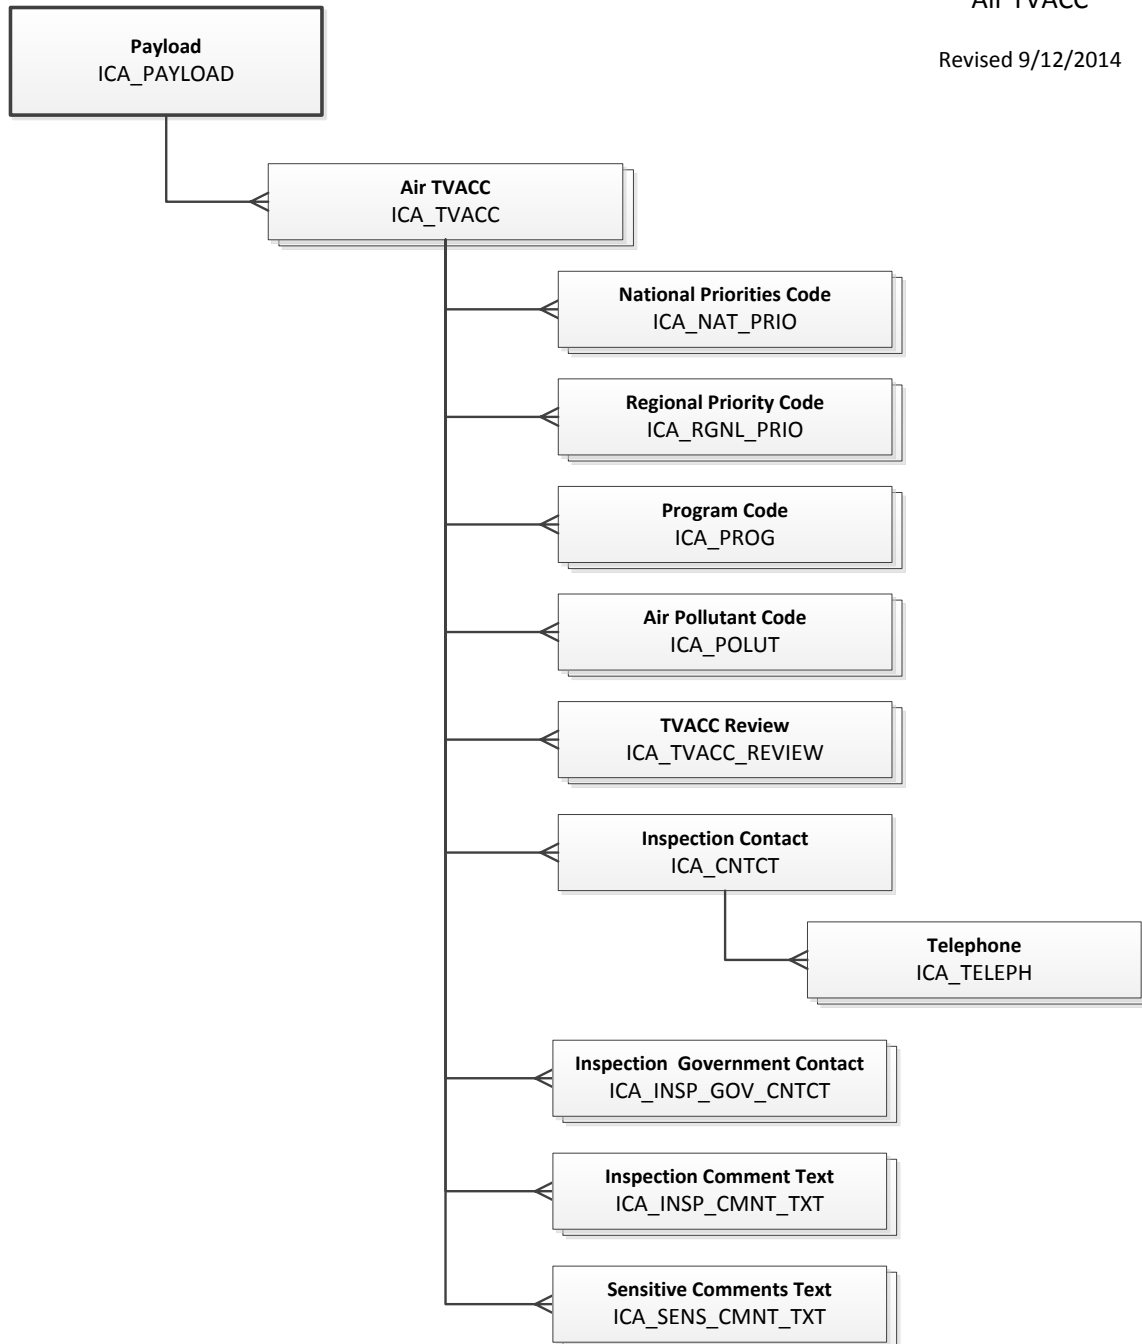 Air TVACC
Revised 9/12/2014
Payload
ICA_PAYLOAD
Air TVACC
ICA_TVACC
National Priorities Code
ICA_NAT_PRIO
Regional Priority Code
ICA_RGNL_PRIO
Program Code
ICA_PROG
Air Pollutant Code
ICA_POLUT
TVACC Review
ICA_TVACC_REVIEW
Inspection Contact
ICA_CNTCT
Telephone
ICA_TELEPH
Inspection  Government Contact
ICA_INSP_GOV_CNTCT
Inspection Comment Text
ICA_INSP_CMNT_TXT
Sensitive Comments Text
ICA_SENS_CMNT_TXT